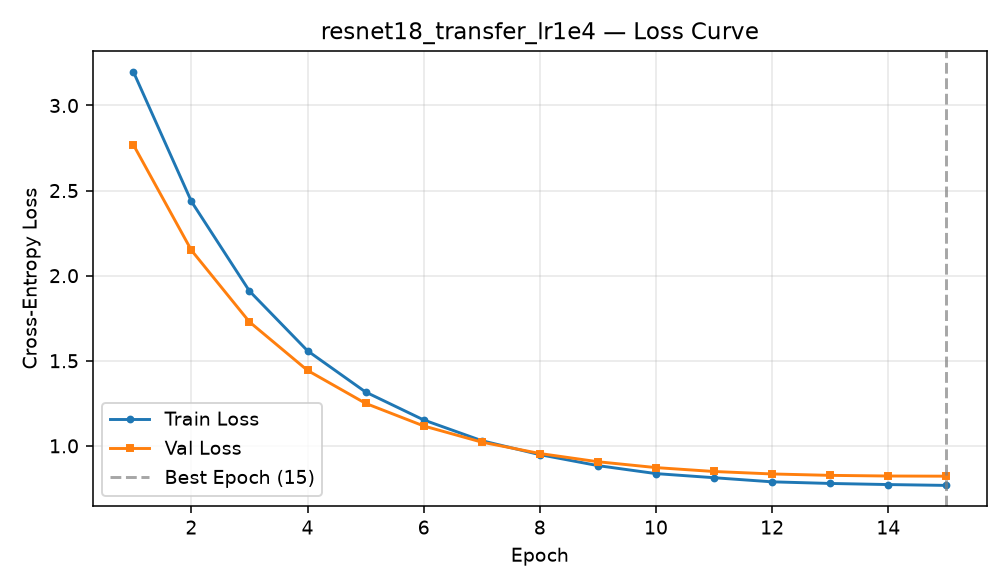 resnet18_transfer_lr1e4 — Loss Curve
3.0
2.5
2.0
1.5
1.0
Cross-Entropy Loss
Train Loss
Val Loss
Best Epoch (15)
2 4 6 8 10 12 14
Epoch